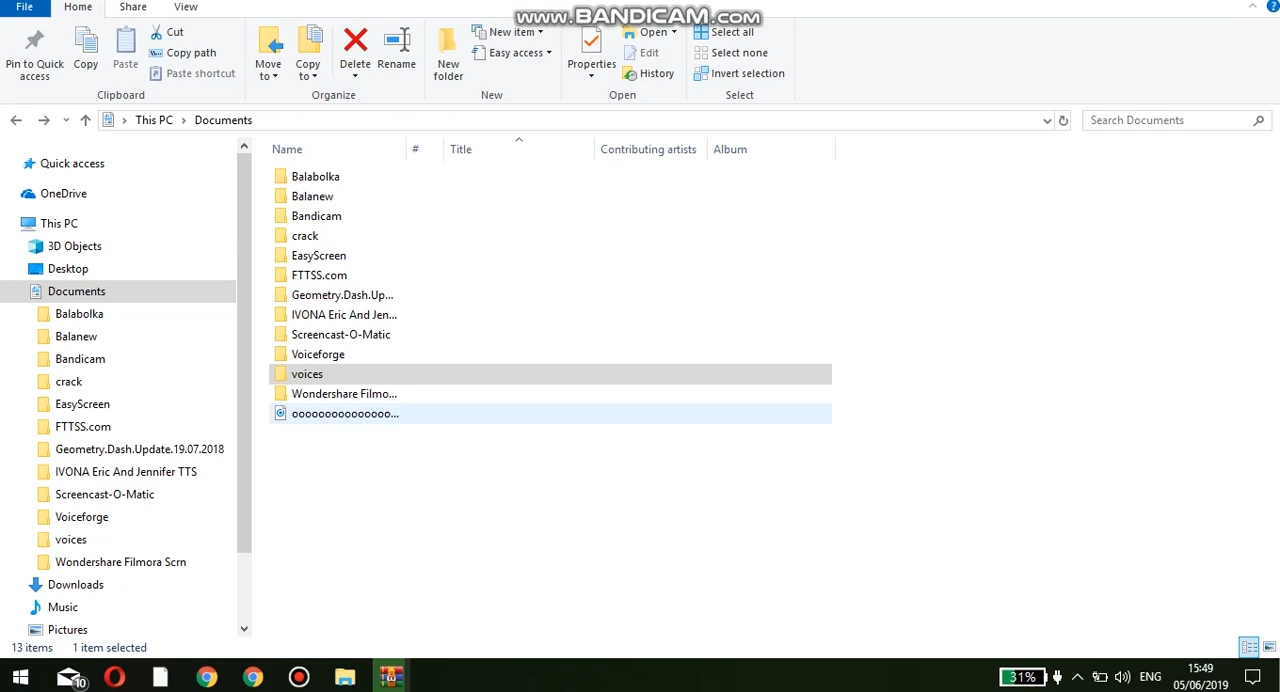 www.BANDICAM.com
File
Home
Share
View
Pin to Quick access
Copy
Paste
Cut
Copy path
Paste shortcut
Clipboard
Move to
Copy to
Delete
Rename
Organize
New folder
New item
Easy access
New
Properties
Open
Edit
History
Open
Select all
Select none
Invert selection
Select
This PC
Documents
Search Documents
Name
#
Title
Contributing artists
Album
Quick access
OneDrive
This PC
3D Objects
Desktop
Documents
Balabolka
Balanew
Bandicam
crack
EasyScreen
FTTSS.com
Geometry.Dash.Update.19.07.2018
IVONA Eric And Jennifer TTS
Screencast-O-Matic
Voiceforge
voices
Wondershare Filmora Scrn
Downloads
Music
Pictures
Balabolka
Balanew
Bandicam
crack
EasyScreen
FTTSS.com
Geometry.Dash.Up...
IVONA Eric And Jen...
Screencast-O-Matic
Voiceforge
voices
Wondershare Filmo...
ooooooooooooooo...
13 items
1 item selected
31%
ENG
15:49
05/06/2019